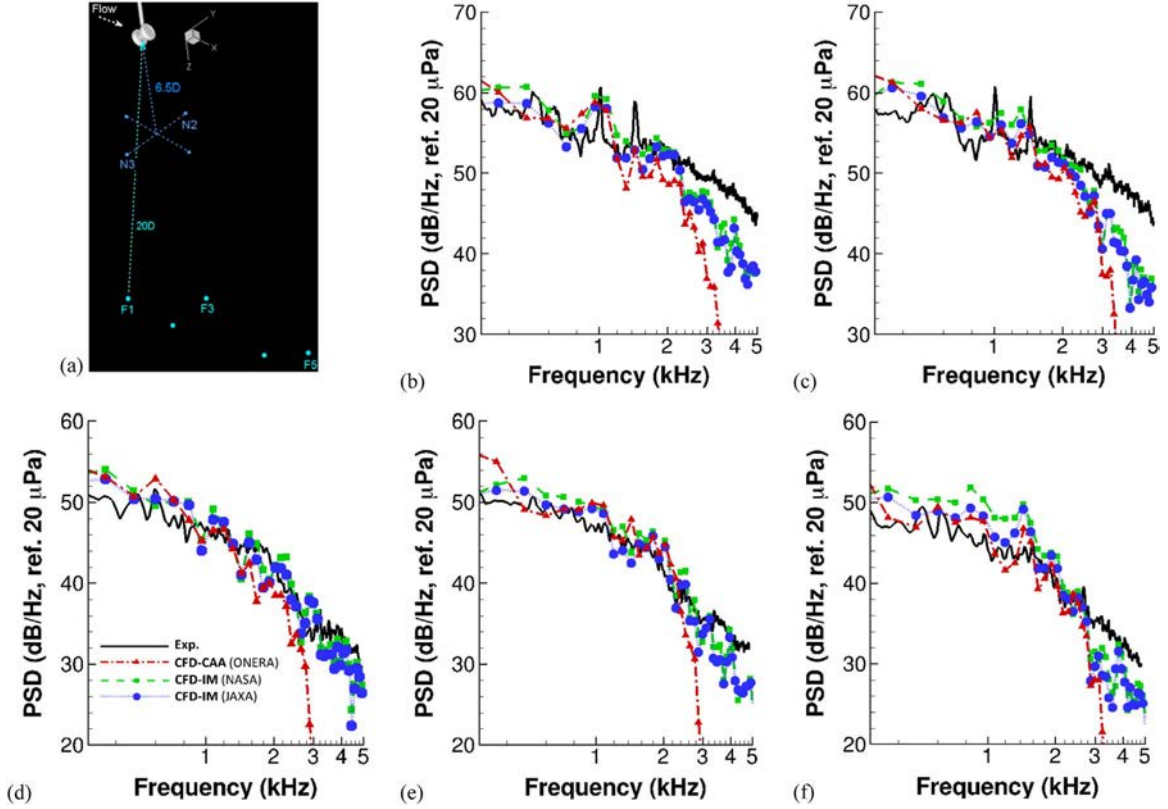 Flow
Y
X
Z
6.5D
N2
N3
20D
F1
F3
F5
(a)
PSD (dB/Hz, ref. 20 μPa)
70
60
50
40
30
1
2
3
4
5
Frequency (kHz)
(b)
PSD (dB/Hz, ref. 20 μPa)
70
60
50
40
30
1
2
3
4
5
Frequency (kHz)
(c)
PSD (dB/Hz, ref. 20 μPa)
60
50
40
30
20
Exp.
CFD-CAA (ONERA)
CFD-IM (NASA)
CFD-IM (JAXA)
1
2
3
4
5
Frequency (kHz)
(d)
PSD (dB/Hz, ref. 20 μPa)
60
50
40
30
20
1
2
3
4
5
Frequency (kHz)
(e)
PSD (dB/Hz, ref. 20 μPa)
60
50
40
30
20
1
2
3
4
5
Frequency (kHz)
(f)